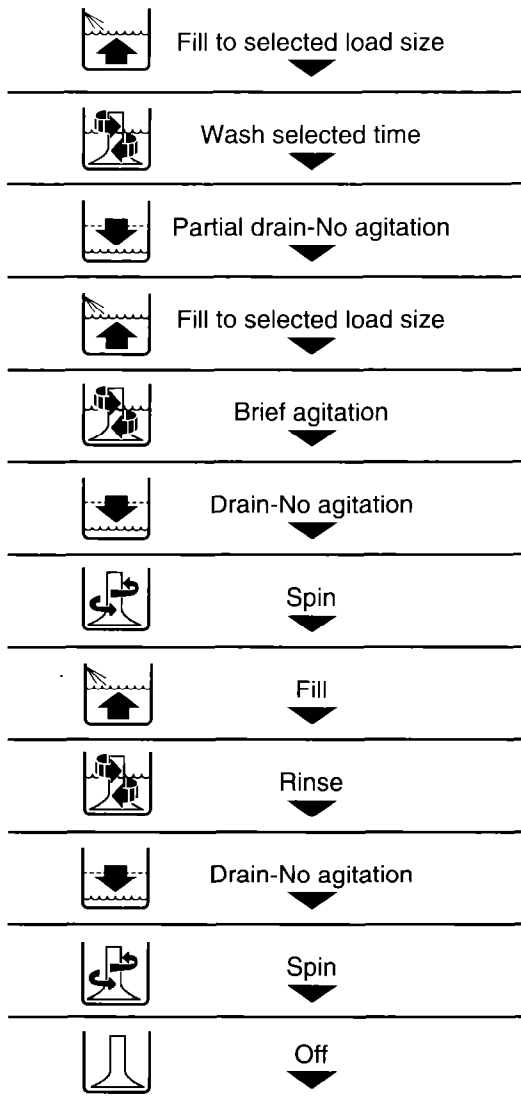 Fill to selected load size
Wash selected time
Partial drain-No agitation
Fill to selected load size
Brief agitation
Drain-No agitation
Spin
Fill
Rinse
Drain-No agitation
Spin
Off